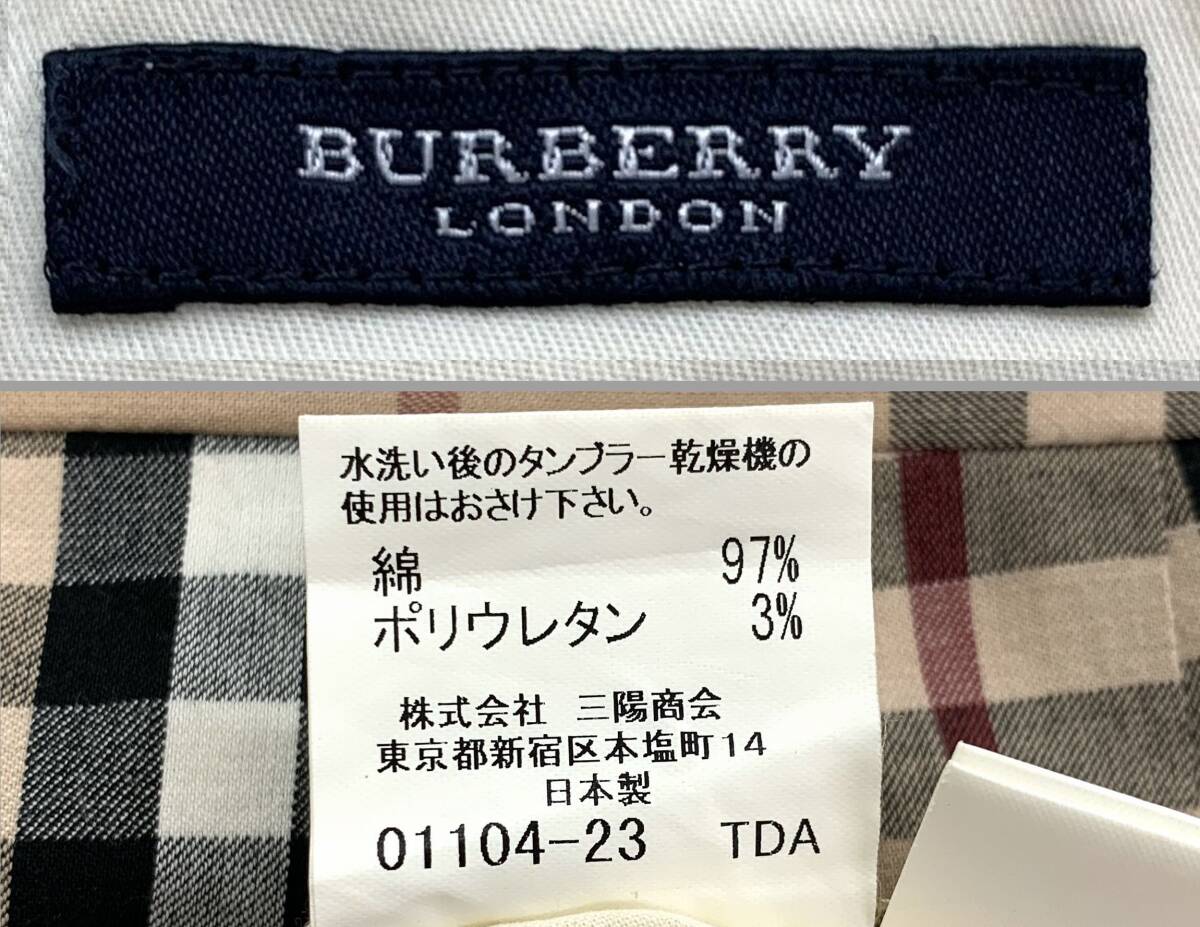 BURBERRY
LONDON
水洗い後のタンブラー乾燥機の
使用はおさけ下さい。
綿 97%
ポリウレタン 3%
株式会社 三陽商会
東京都新宿区本塩町14
日本製
01104-23 TDA